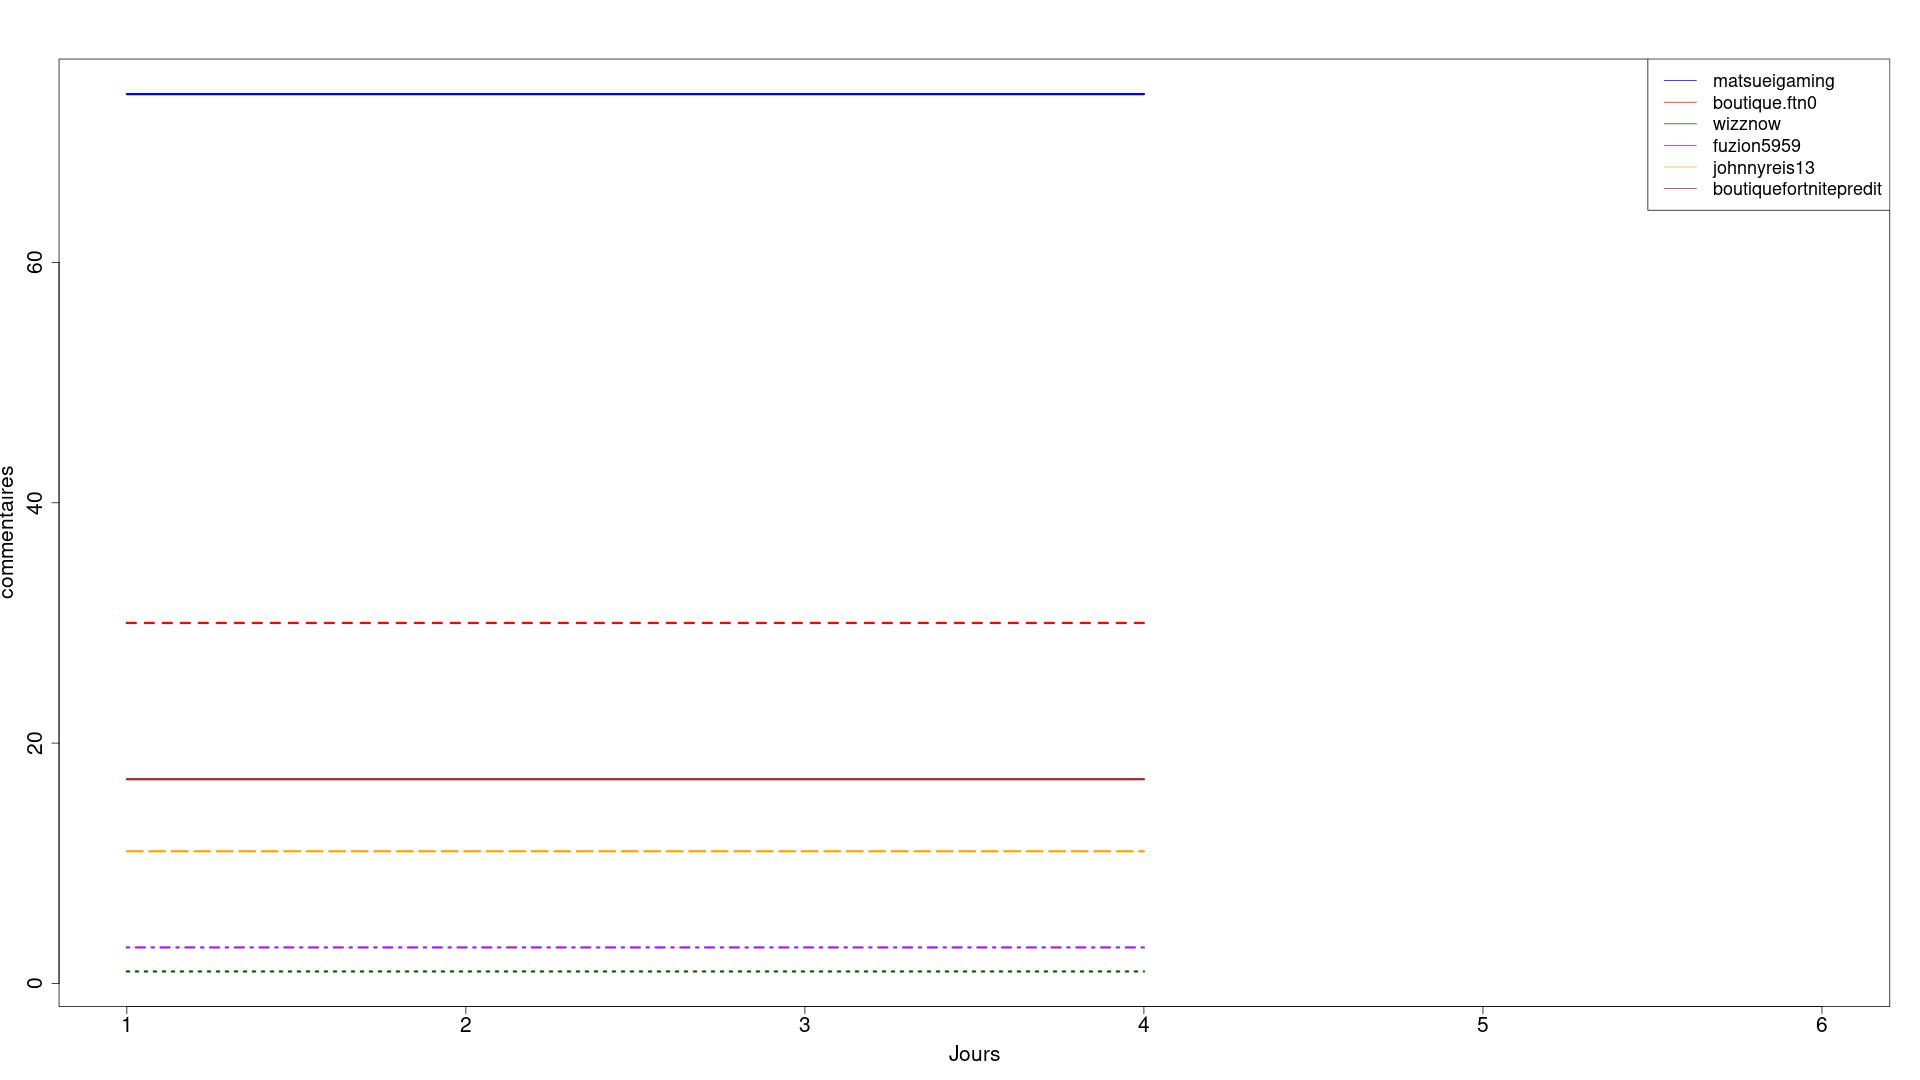 matsueigaming
boutique.ftn0
wizznow
fuzion5959
johnnyreis13
boutiquefortnitepredit
60
40
20
0
commentaires
1 2 3 4 5 6
Jours